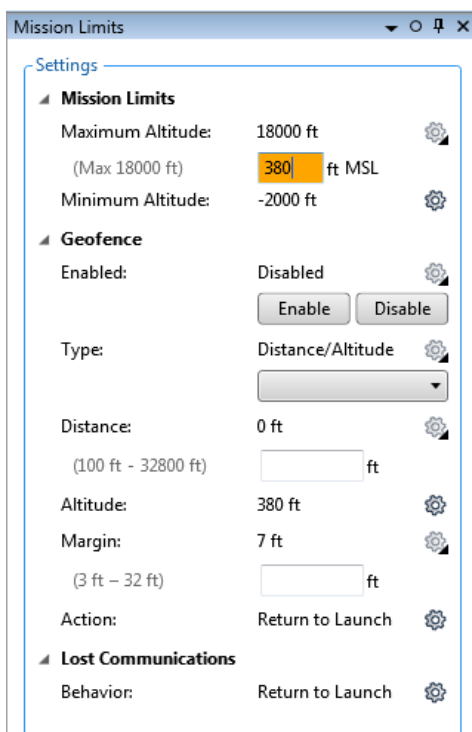 Mission Limits
Settings
Mission Limits
Maximum Altitude: 18000 ft
(Max 18000 ft) 380 ft MSL
Minimum Altitude: -2000 ft
Geofence
Enabled: Disabled
Enable Disable
Type: Distance/Altitude
Distance: 0 ft
(100 ft - 32800 ft) ft
Altitude: 380 ft
Margin: 7 ft
(3 ft – 32 ft) ft
Action: Return to Launch
Lost Communications
Behavior: Return to Launch